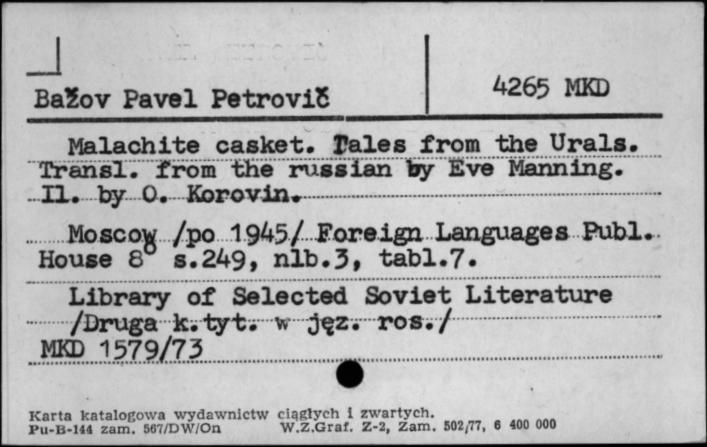 Bažov Pavel Petrovič
4265 MKD
Malachite casket. Tales from the Urals.
Transl. from the russian by Eve Manning.
Il. by O. Korovin.
Moscow /po 1945/ Foreign Languages Publ.
House 8° s.249, nlb.3, tabl.7.
Library of Selected Soviet Literature
/Druga k.tyt. w jęz. ros./
MKD 1579/73
Karta katalogowa wydawnictw ciągłych i zwartych.
Pu-B-144 zam. 567/DW/On W.Z.Graf. Z-2, Zam. 502/77, 6 400 000